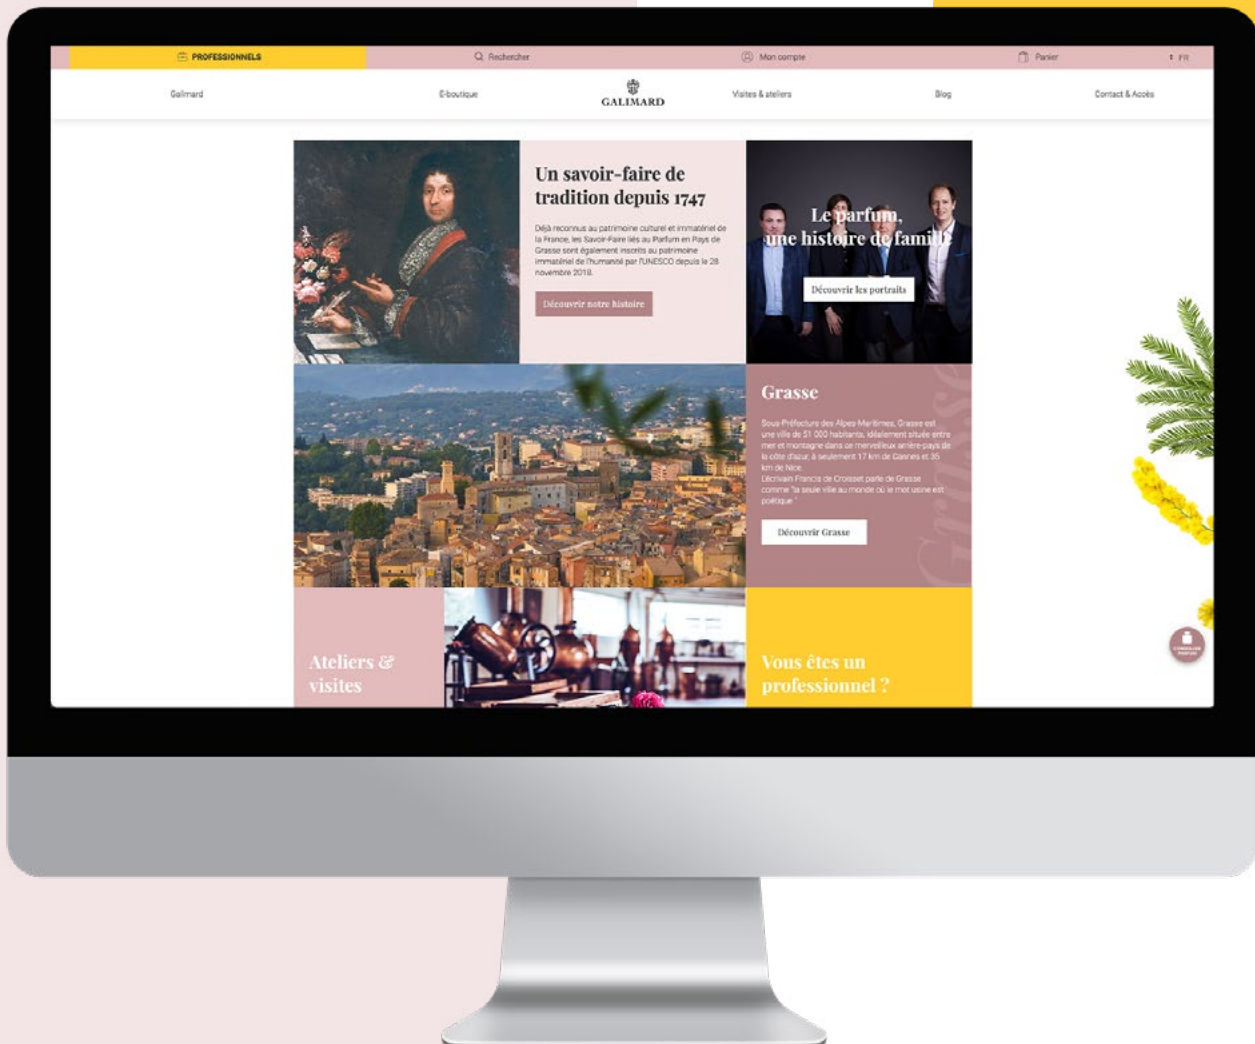 PROFESSIONNELS
Rechercher
Mon compte
Panier
FR
Galimard
E-boutique
GALIMARD
Visites & ateliers
Blog
Contact & Accès
Un savoir-faire de
tradition depuis 1747
Déjà reconnus au patrimoine culturel et immatériel de
la France, les Savoir-Faire liés au Parfum en Pays de
Grasse sont également inscrits au patrimoine
immatériel de l'humanité par l'UNESCO depuis le 28
novembre 2018.
Découvrir notre histoire
Le parfum,
une histoire de famille
Découvrir les portraits
Grasse
Grasse
Sous-Préfecture des Alpes-Maritimes, Grasse est
une ville de 51 000 habitants, idéalement située entre
mer et montagne dans ce merveilleux arrière-pays de
la côte d'azur, à seulement 17 km de Cannes et 35
km de Nice.
L'écrivain Francis de Croisset parle de Grasse
comme "la seule ville au monde où le mot usine est
poétique "
Découvrir Grasse
Ateliers &
visites
Vous êtes un
professionnel ?
CONSEILLER
PARFUM